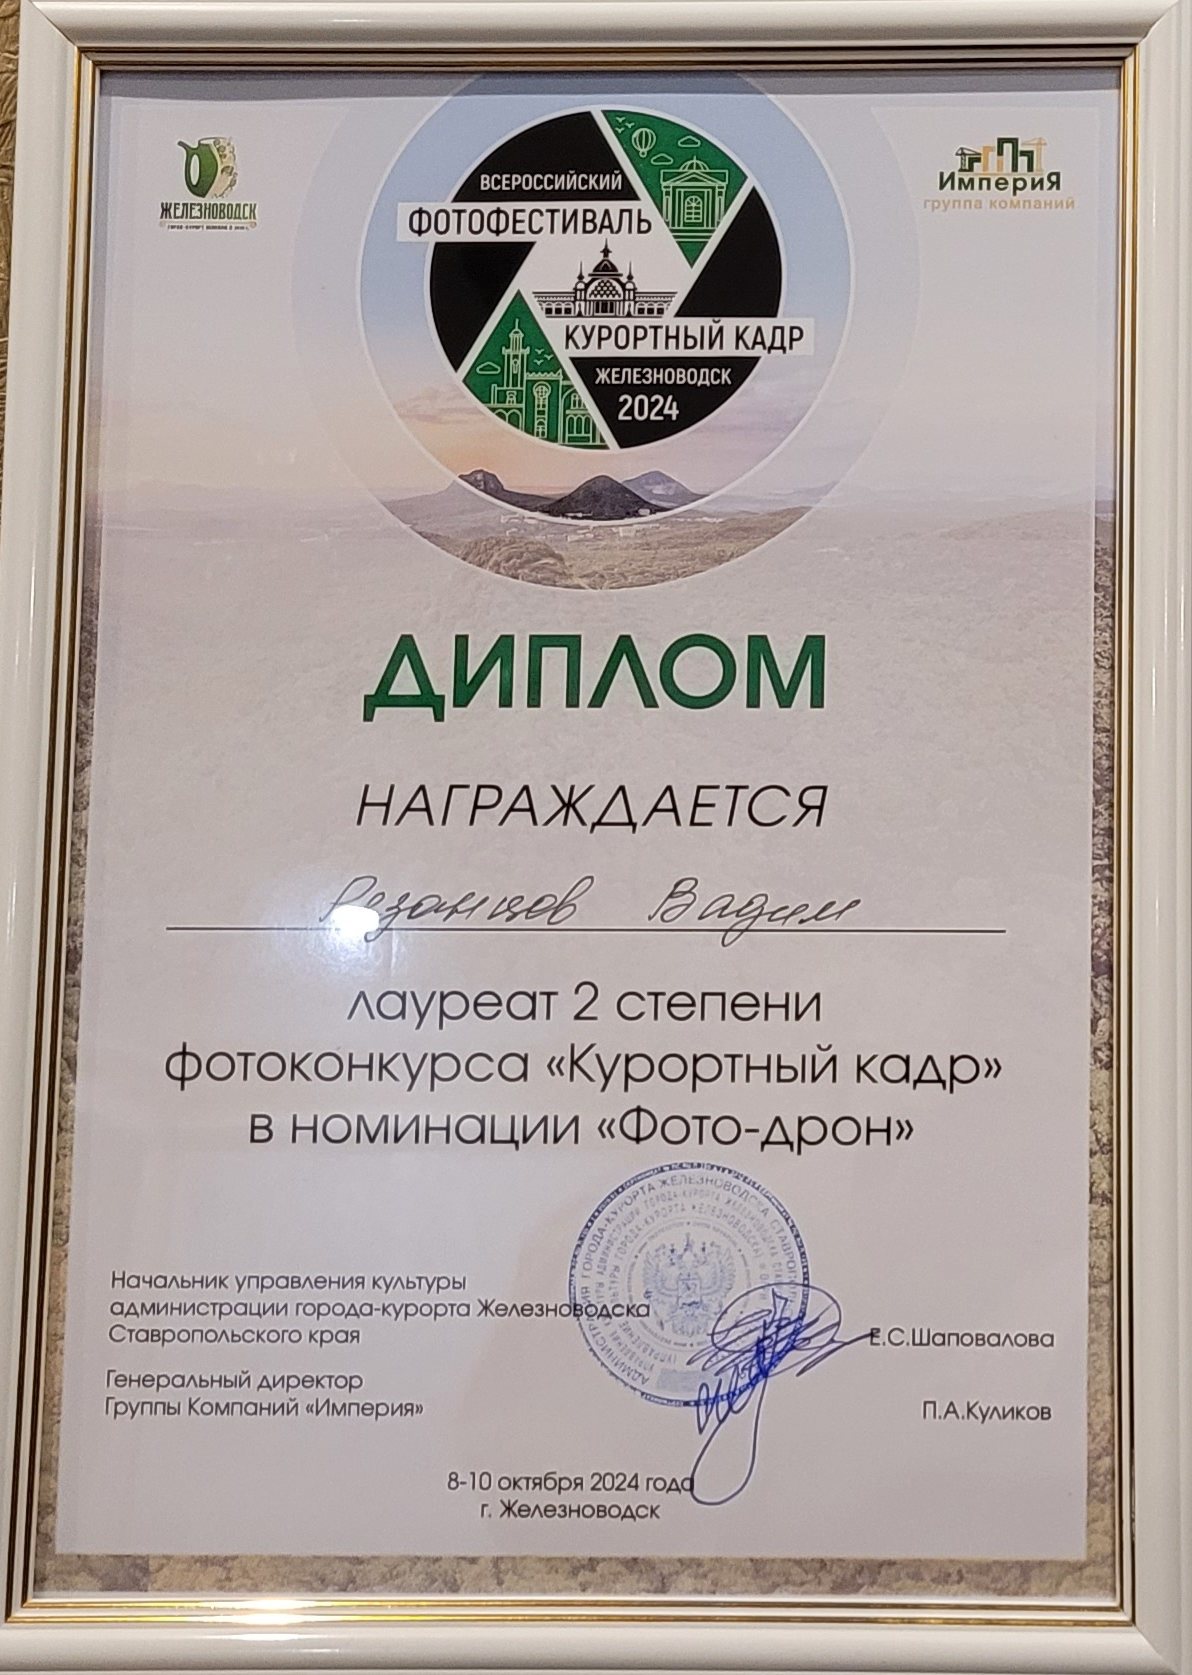 ЖЕЛЕЗНОВОДСК
ИмпериЯ
группа компаний
ВСЕРОССИЙСКИЙ
ФОТОФЕСТИВАЛЬ
КУРОРТНЫЙ КАДР
ЖЕЛЕЗНОВОДСК
2024
ДИПЛОМ
НАГРАЖДАЕТСЯ
Вадим
лауреат 2 степени
фотоконкурса «Курортный кадр»
в номинации «Фото-дрон»
Начальник управления культуры
администрации города-курорта Железноводска
Ставропольского края
Е.С.Шаповалова
Генеральный директор
Группы Компаний «Империя»
П.А.Куликов
8-10 октября 2024 года
г. Железноводск